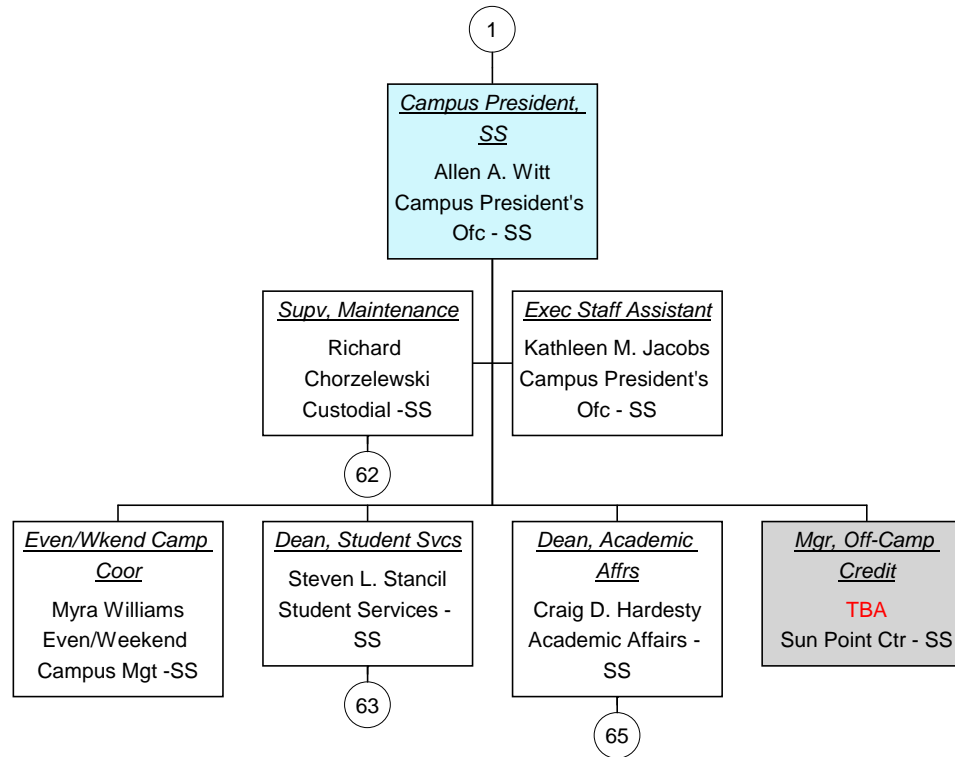 1
Campus President,
SS
Allen A. Witt
Campus President's
Ofc - SS
Supv, Maintenance
Richard
Chorzelewski
Custodial -SS
62
Exec Staff Assistant
Kathleen M. Jacobs
Campus President's
Ofc - SS
Even/Wkend Camp
Coor
Myra Williams
Even/Weekend
Campus Mgt -SS
Dean, Student Svcs
Steven L. Stancil
Student Services -
SS
63
Dean, Academic
Affrs
Craig D. Hardesty
Academic Affairs -
SS
65
Mgr, Off-Camp
Credit
TBA
Sun Point Ctr - SS